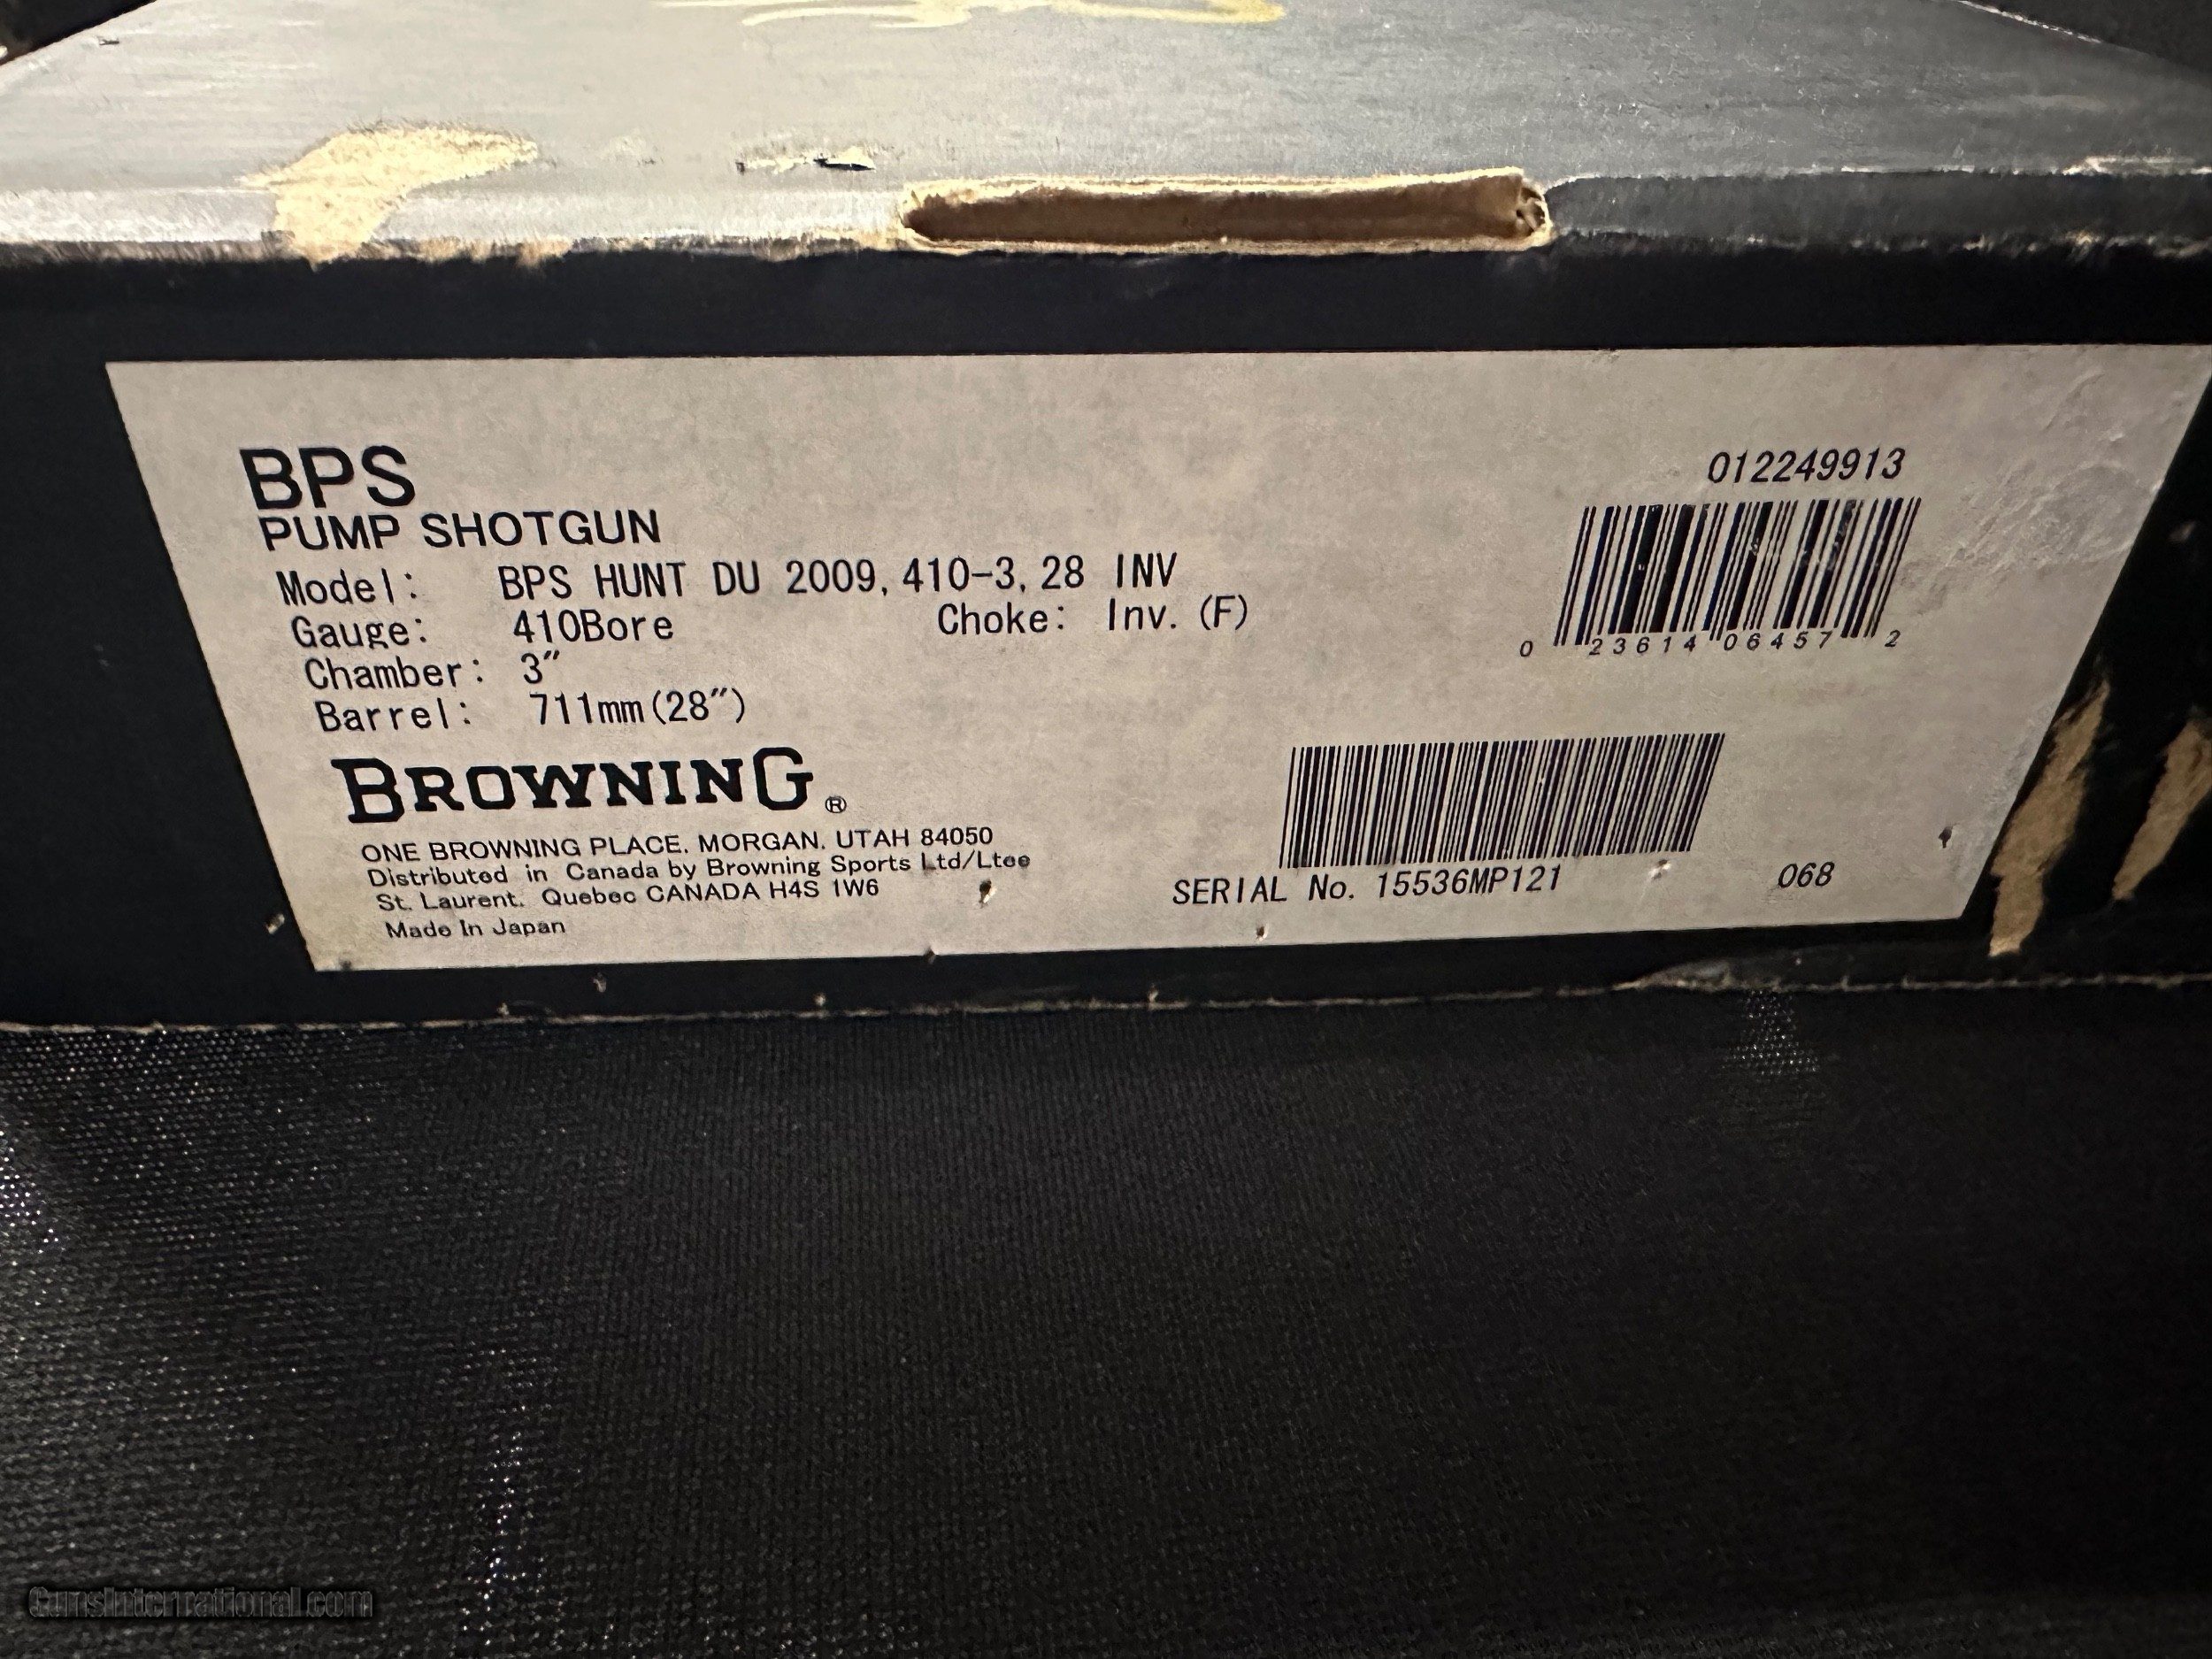 BPS
PUMP SHOTGUN
Model: BPS HUNT DU 2009, 410-3, 28 INV
Gauge: 410Bore Choke: Inv. (F)
Chamber: 3"
Barrel: 711mm(28")
BROWNING®
ONE BROWNING PLACE. MORGAN. UTAH 84050
Distributed in Canada by Browning Sports Ltd/Ltee
St. Laurent. Quebec CANADA H4S 1W6
Made In Japan
012249913
0 23614 06457 2
SERIAL No. 15536MP121 068
GunsInternational.com